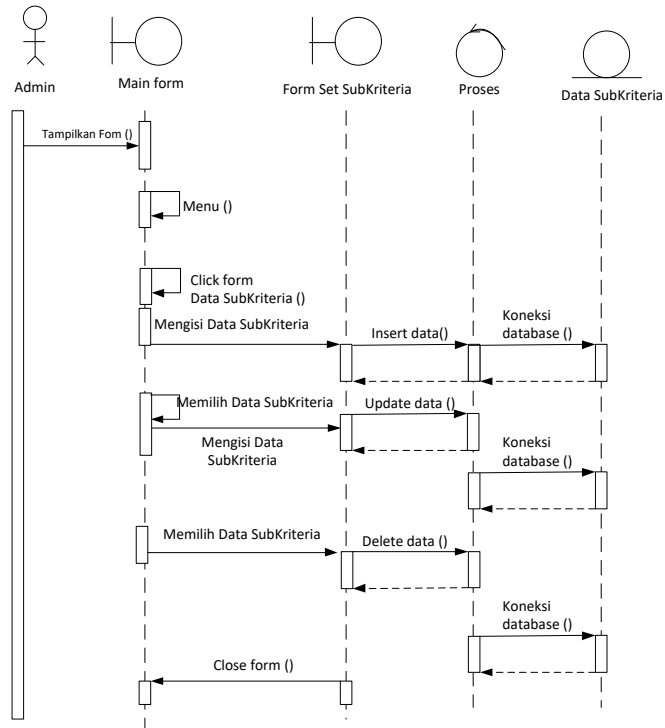 Admin
Main form
Form Set SubKriteria
Proses
Data SubKriteria
Tampilkan Fom ()
Menu ()
Click form
Data SubKriteria ()
Mengisi Data SubKriteria
Insert data()
Koneksi
database ()
Memilih Data SubKriteria
Update data ()
Mengisi Data
SubKriteria
Koneksi
database ()
Memilih Data SubKriteria
Delete data ()
Koneksi
database ()
Close form ()